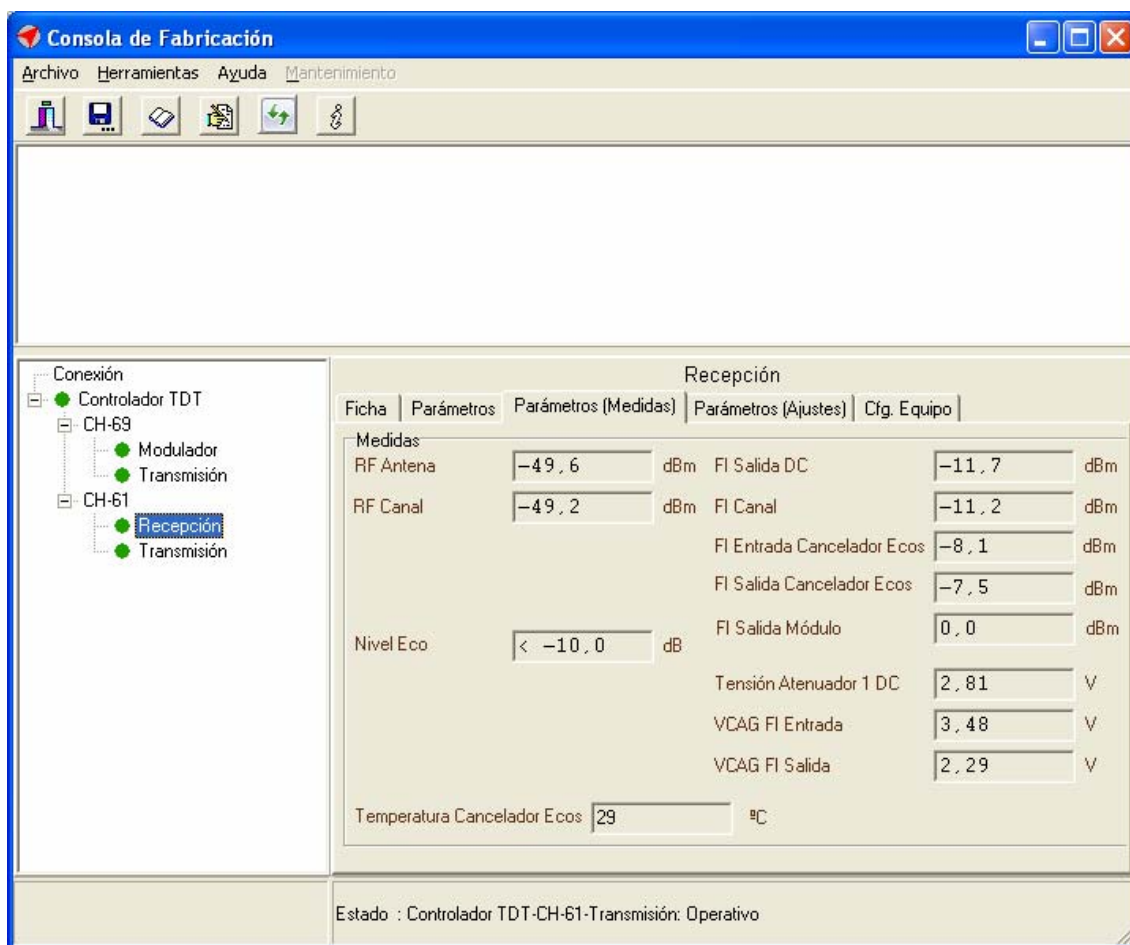 Consola de Fabricación
Archivo Herramientas Ayuda Mantenimiento
Conexión
Controlador TDT
CH-69
Modulador
Transmisión
CH-61
Recepción
Transmisión
Recepción
Ficha Parámetros Parámetros (Medidas) Parámetros (Ajustes) Cfg. Equipo
Medidas
RF Antena -49,6 dBm FI Salida DC -11,7 dBm
RF Canal -49,2 dBm FI Canal -11,2 dBm
FI Entrada Cancelador Ecos -8,1 dBm
FI Salida Cancelador Ecos -7,5 dBm
FI Salida Módulo 0,0 dBm
Nivel Eco < -10,0 dB
Tensión Atenuador 1 DC 2,81 V
VCAG FI Entrada 3,48 V
VCAG FI Salida 2,29 V
Temperatura Cancelador Ecos 29 ºC
Estado : Controlador TDT-CH-61-Transmisión: Operativo